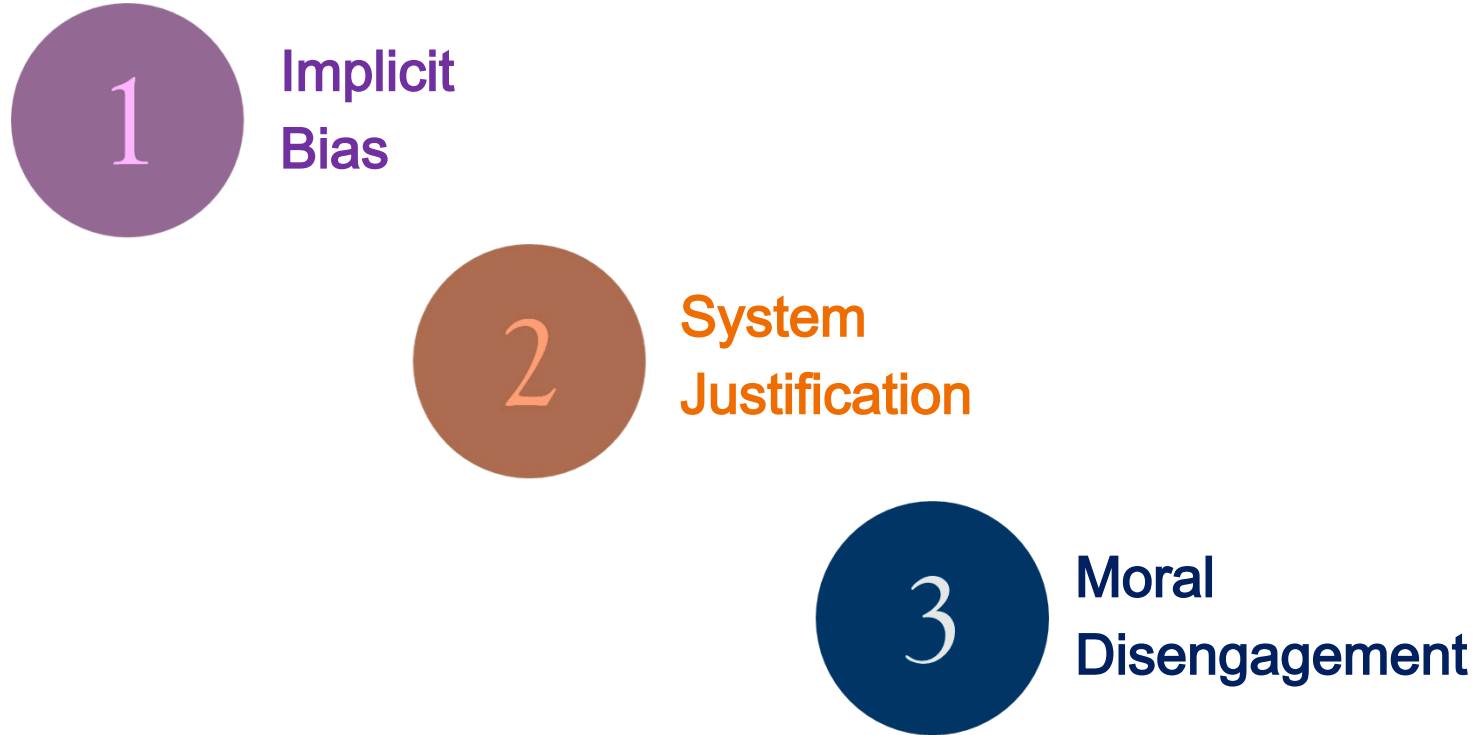 1
Implicit
Bias
2
System
Justification
3
Moral
Disengagement